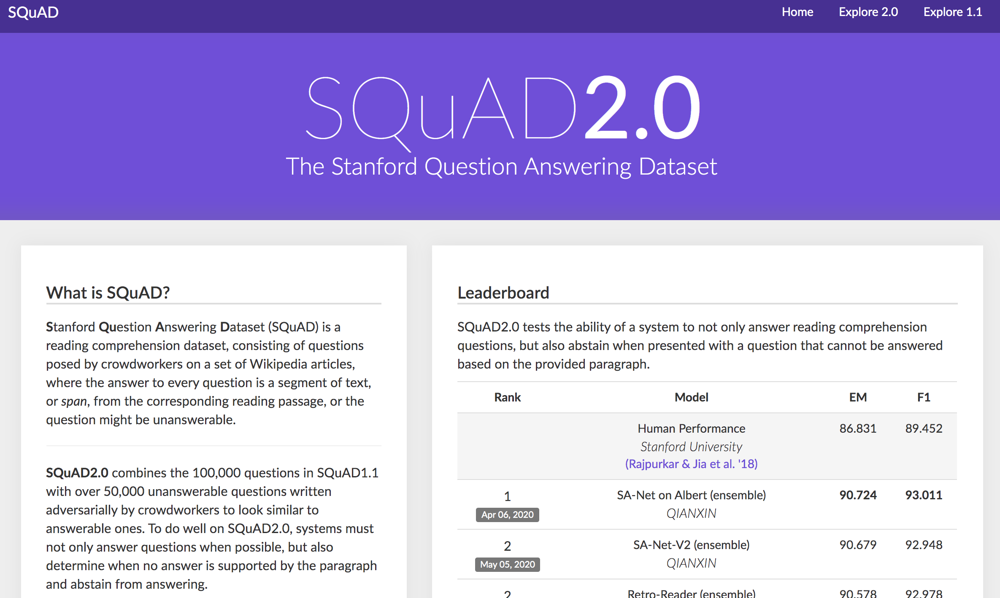 SQuAD
Home Explore 2.0 Explore 1.1
SQuAD2.0
The Stanford Question Answering Dataset
What is SQuAD?
Stanford Question Answering Dataset (SQuAD) is a
reading comprehension dataset, consisting of questions
posed by crowdworkers on a set of Wikipedia articles,
where the answer to every question is a segment of text,
or span, from the corresponding reading passage, or the
question might be unanswerable.
SQuAD2.0 combines the 100,000 questions in SQuAD1.1
with over 50,000 unanswerable questions written
adversarially by crowdworkers to look similar to
answerable ones. To do well on SQuAD2.0, systems must
not only answer questions when possible, but also
determine when no answer is supported by the paragraph
and abstain from answering.
Leaderboard
SQuAD2.0 tests the ability of a system to not only answer reading comprehension
questions, but also abstain when presented with a question that cannot be answered
based on the provided paragraph.
Rank Model EM F1
Human Performance 86.831 89.452
Stanford University
(Rajpurkar & Jia et al. '18)
1 SA-Net on Albert (ensemble) 90.724 93.011
Apr 06, 2020 QIANXIN
2 SA-Net-V2 (ensemble) 90.679 92.948
May 05, 2020 QIANXIN
2 Retro-Reader (ensemble) 90.578 92.978